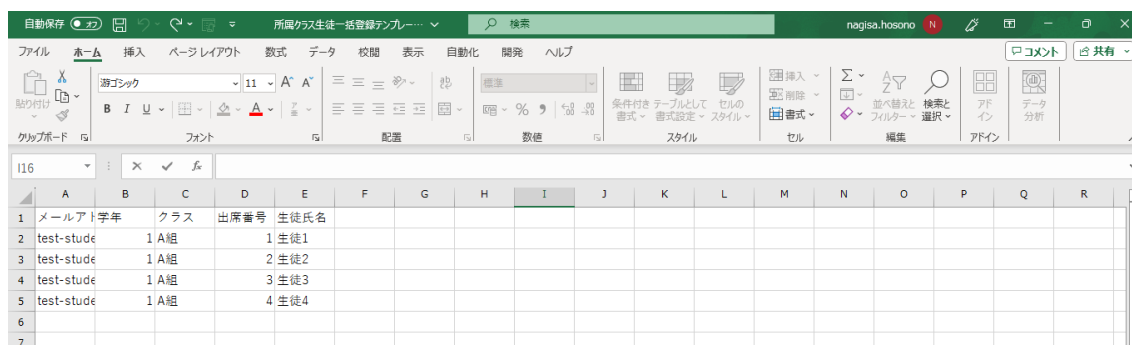 自動保存 オフ 所属クラス生徒一括登録テンプレー… 検索 nagisa.hosono N
ファイル ホーム 挿入 ページ レイアウト 数式 データ 校閲 表示 自動化 開発 ヘルプ コメント 共有
貼り付け 游ゴシック 11 A^ A˅ 標準 条件付き テーブルとして セルの 挿入 並べ替えと 検索と アド データ
B I U A % 9 書式 書式設定 スタイル 削除 フィルター 選択 イン 分析
書式
クリップボード フォント 配置 数値 スタイル セル 編集 アドイン
I16 fx
A B C D E F G H I J K L M N O P Q R
1 メールアト 学年 クラス 出席番号 生徒氏名
2 test-stude 1 A組 1 生徒1
3 test-stude 1 A組 2 生徒2
4 test-stude 1 A組 3 生徒3
5 test-stude 1 A組 4 生徒4
6
7